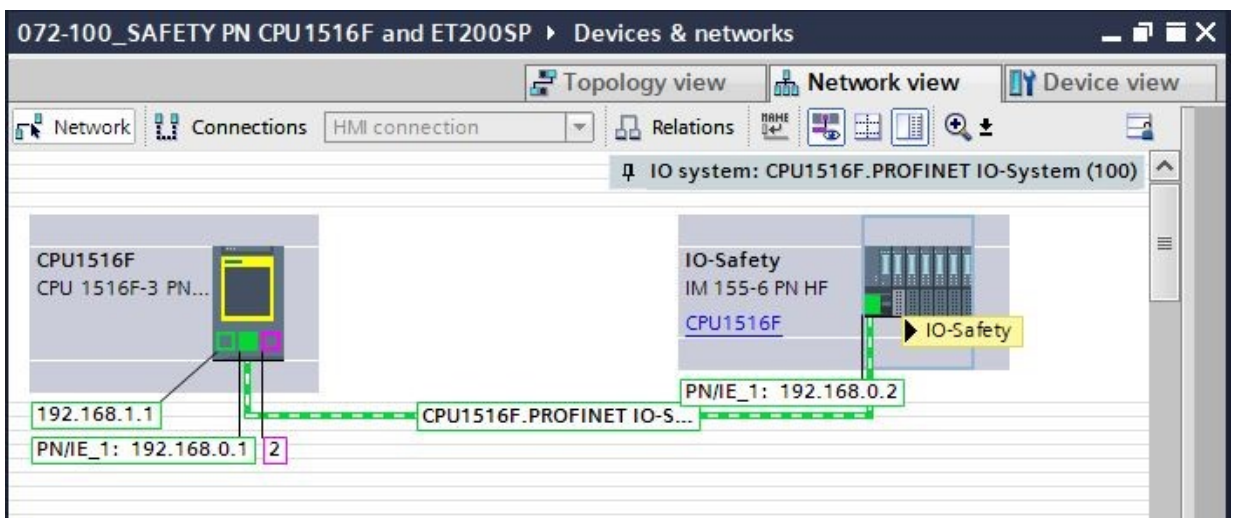 072-100_SAFETY PN CPU1516F and ET200SP ▸ Devices & networks
Topology view Network view Device view
Network Connections HMI connection Relations NAME
IO system: CPU1516F.PROFINET IO-System (100)
CPU1516F
CPU 1516F-3 PN...
IO-Safety
IM 155-6 PN HF
CPU1516F
IO-Safety
PN/IE_1: 192.168.0.2
192.168.1.1
CPU1516F.PROFINET IO-S...
PN/IE_1: 192.168.0.1
2